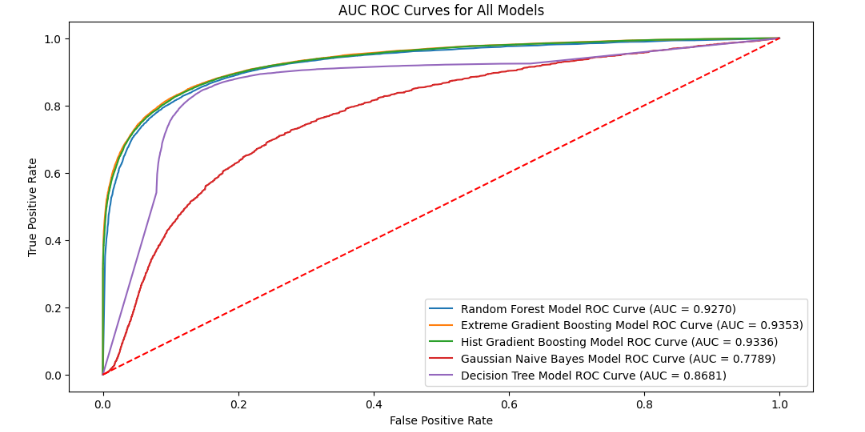 AUC ROC Curves for All Models
True Positive Rate
1.0
0.8
0.6
0.4
0.2
0.0
Random Forest Model ROC Curve (AUC = 0.9270)
Extreme Gradient Boosting Model ROC Curve (AUC = 0.9353)
Hist Gradient Boosting Model ROC Curve (AUC = 0.9336)
Gaussian Naive Bayes Model ROC Curve (AUC = 0.7789)
Decision Tree Model ROC Curve (AUC = 0.8681)
0.0 0.2 0.4 0.6 0.8 1.0
False Positive Rate